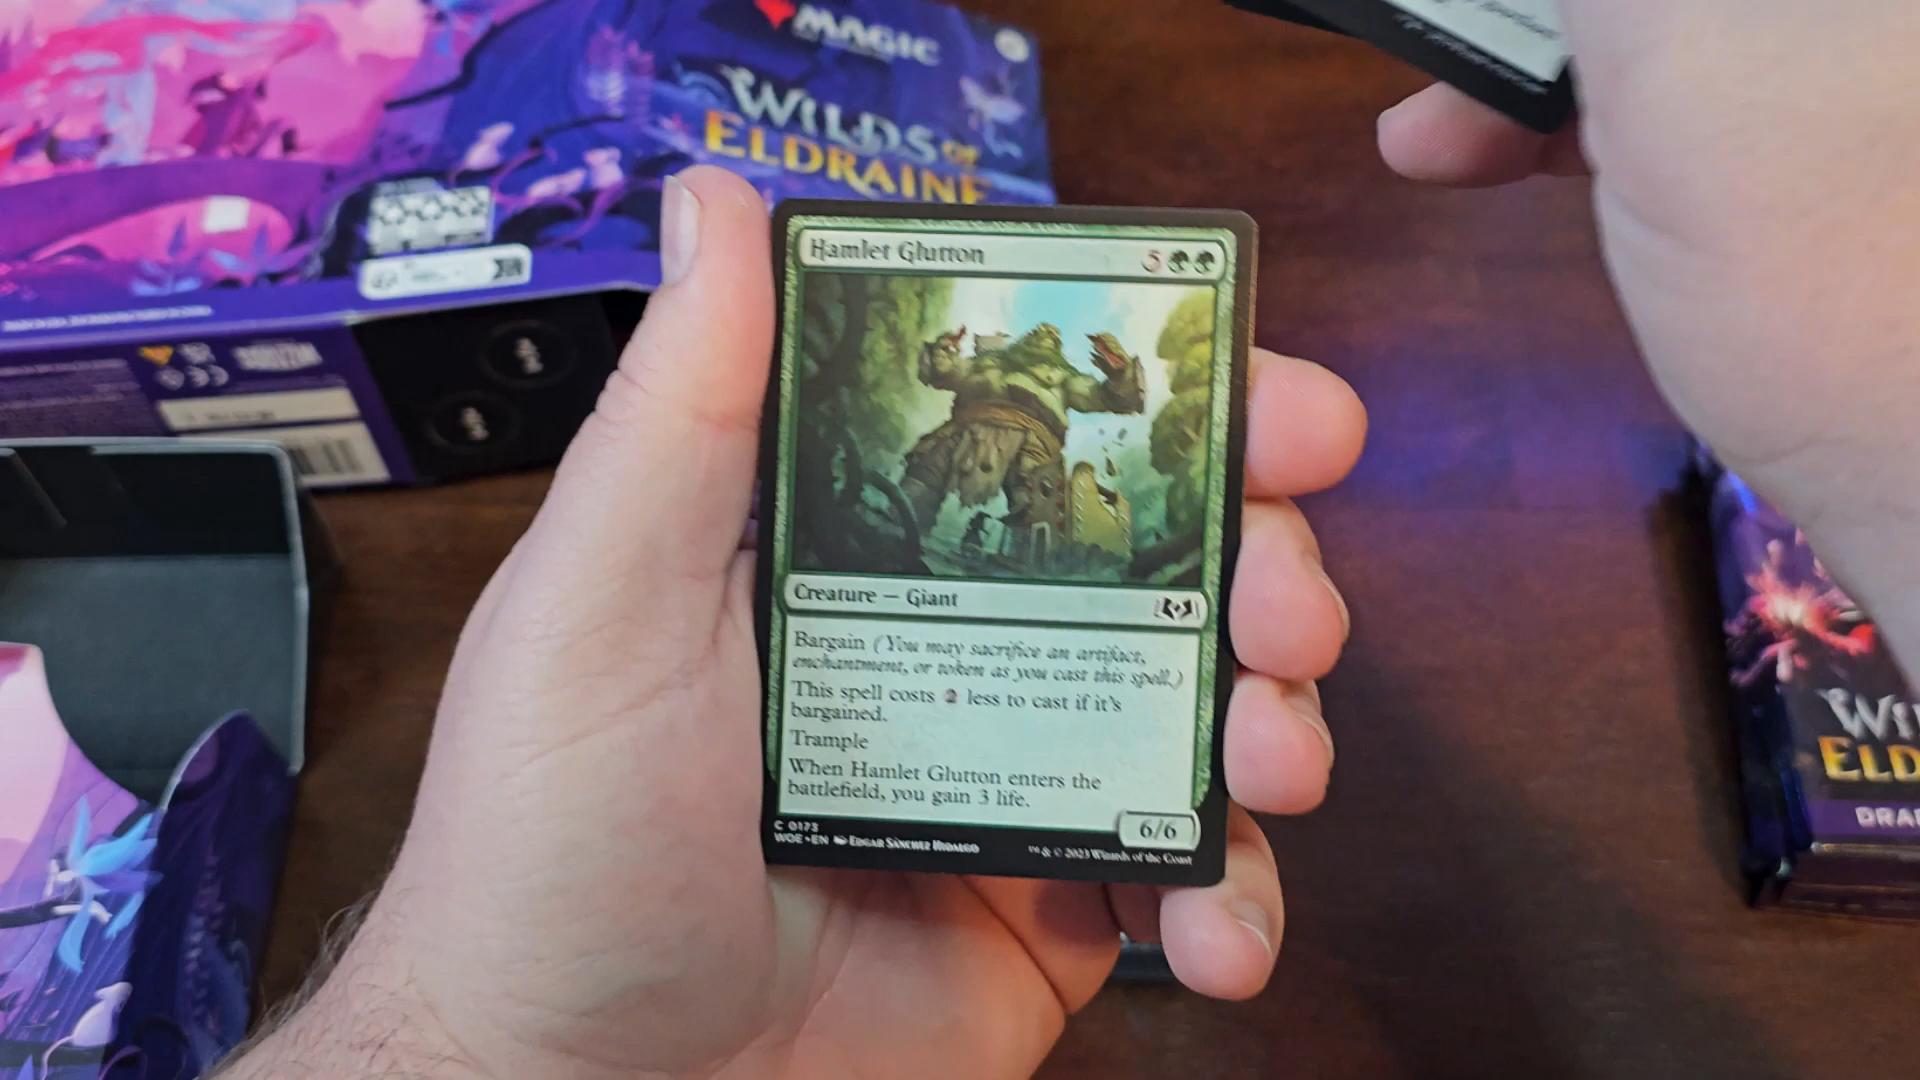 MAGIC
WILDS OF
ELDRAINE
Hamlet Glutton 5
Creature — Giant
Bargain (You may sacrifice an artifact,
enchantment, or token as you cast this spell.)
This spell costs 2 less to cast if it's
bargained.
Trample
When Hamlet Glutton enters the
battlefield, you gain 3 life.
6/6
C 0173
WOE • EN Edgar Sánchez Hidalgo
™ & © 2023 Wizards of the Coast
WI
ELD
DRA